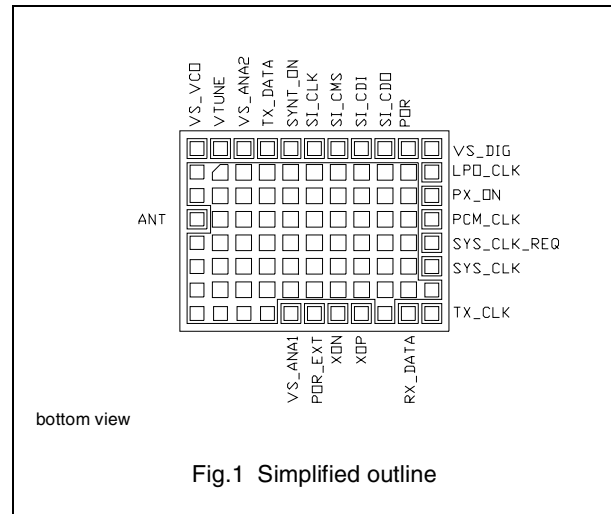 VS_VCO
VTUNE
VS_ANA2
TX_DATA
SYNT_ON
SI_CLK
SI_CMS
SI_CDI
SI_CDO
POR
VS_DIG
LPO_CLK
PX_ON
ANT
PCM_CLK
SYS_CLK_REQ
SYS_CLK
TX_CLK
VS_ANA1
POR_EXT
XON
XOP
RX_DATA
bottom view
Fig.1 Simplified outline